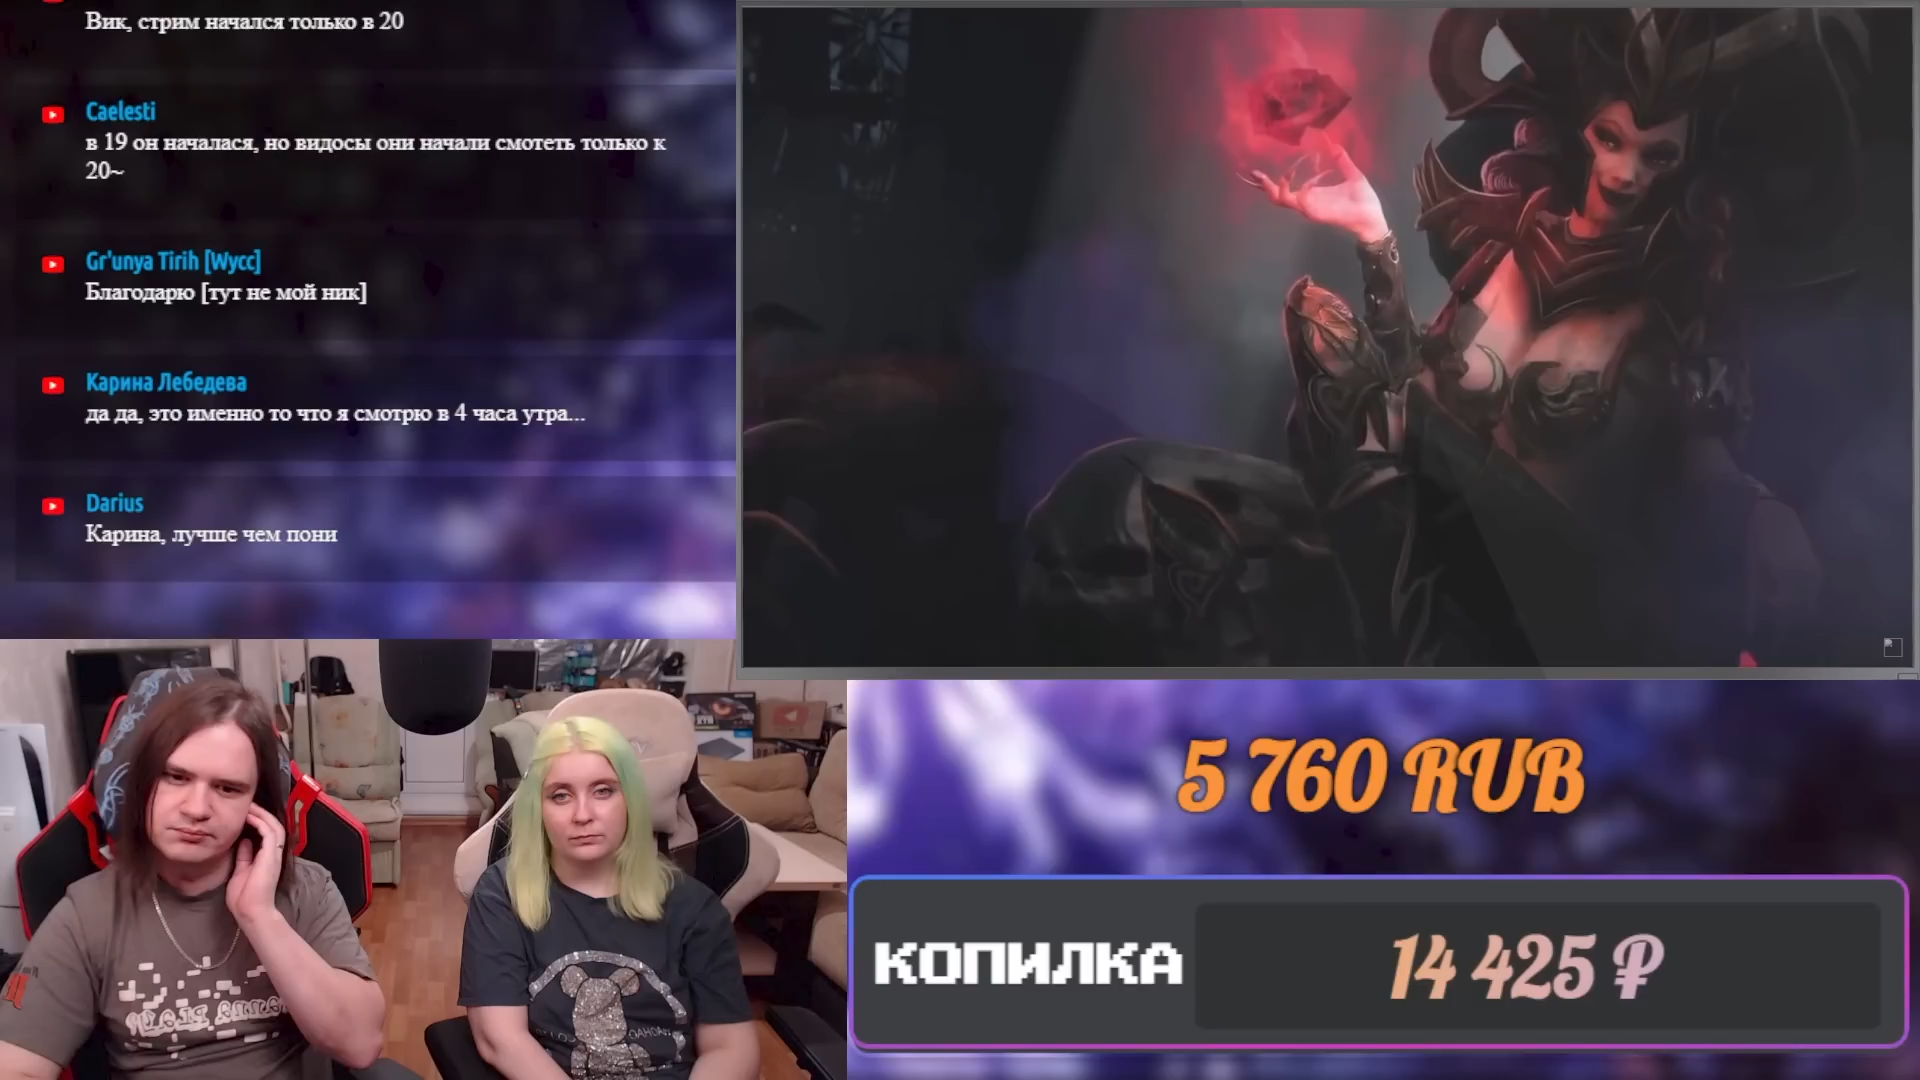 Вик, стрим начался только в 20
Caelesti
в 19 он началася, но видосы они начали смотеть только к
20~
Gr'unya Tirih [Wycc]
Благодарю [тут не мой ник]
Карина Лебедева
да да, это именно то что я смотрю в 4 часа утра...
Darius
Карина, лучше чем пони
5 760 RUB
КОПИЛКА
14 425 ₽